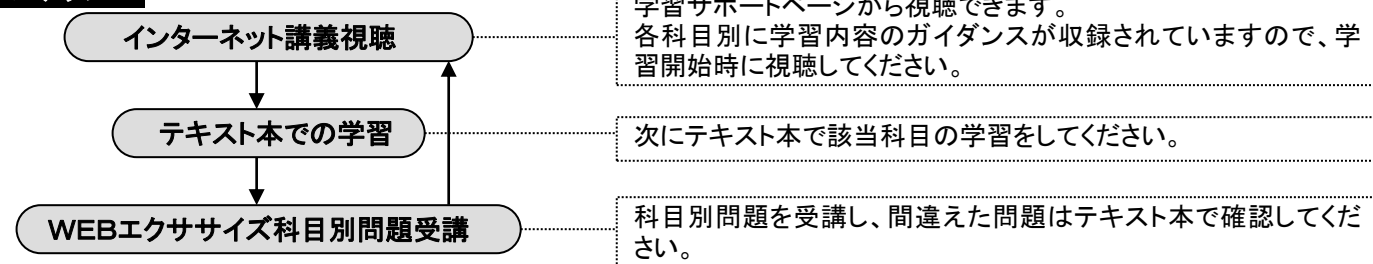 学習サポートページから視聴できます。
インターネット講義視聴
各科目別に学習内容のガイダンスが収録されていますので、学
習開始時に視聴してください。
テキスト本での学習
次にテキスト本で該当科目の学習をしてください。
WEBエクササイズ科目別問題受講
科目別問題を受講し、間違えた問題はテキスト本で確認してくだ
さい。